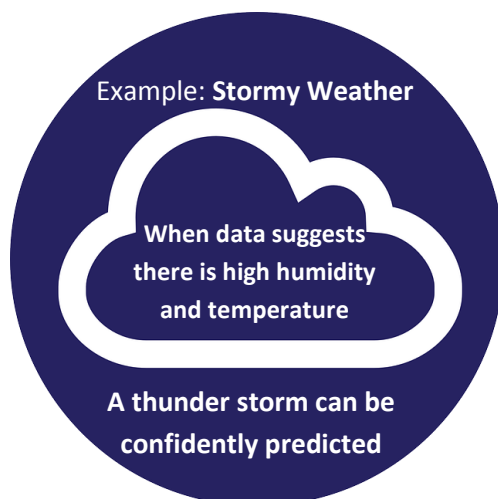 Example: Stormy Weather
When data suggests
there is high humidity
and temperature
A thunder storm can be
confidently predicted